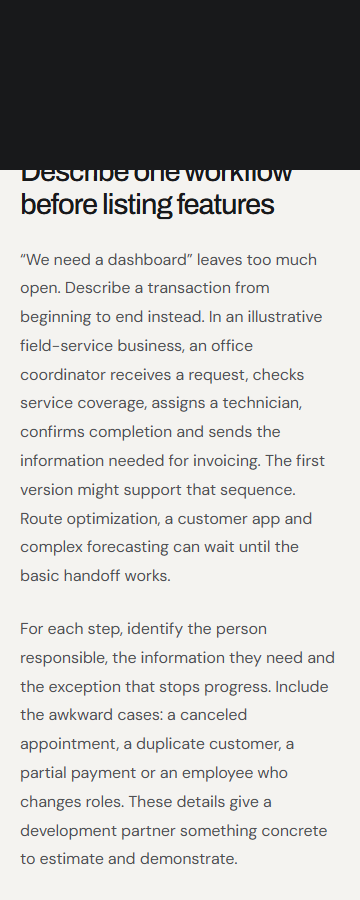 Describe one workflow
before listing features
“We need a dashboard” leaves too much
open. Describe a transaction from
beginning to end instead. In an illustrative
field-service business, an office
coordinator receives a request, checks
service coverage, assigns a technician,
confirms completion and sends the
information needed for invoicing. The first
version might support that sequence.
Route optimization, a customer app and
complex forecasting can wait until the
basic handoff works.
For each step, identify the person
responsible, the information they need and
the exception that stops progress. Include
the awkward cases: a canceled
appointment, a duplicate customer, a
partial payment or an employee who
changes roles. These details give a
development partner something concrete
to estimate and demonstrate.